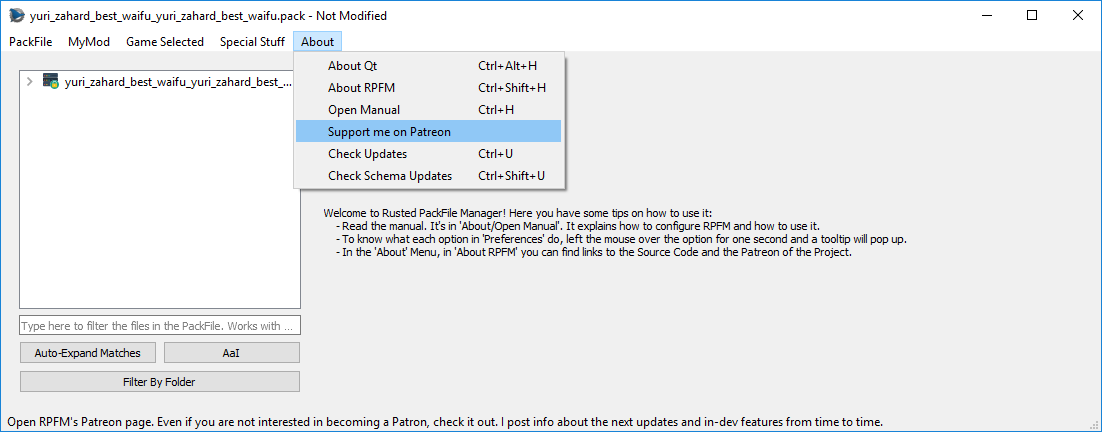 yuri_zahard_best_waifu_yuri_zahard_best_waifu.pack - Not Modified
PackFile MyMod Game Selected Special Stuff About
About Qt Ctrl+Alt+H
About RPFM Ctrl+Shift+H
Open Manual Ctrl+H
Support me on Patreon
Check Updates Ctrl+U
Check Schema Updates Ctrl+Shift+U
yuri_zahard_best_waifu_yuri_zahard_best_...
Welcome to Rusted PackFile Manager! Here you have some tips on how to use it:
- Read the manual. It's in 'About/Open Manual'. It explains how to configure RPFM and how to use it.
- To know what each option in 'Preferences' do, left the mouse over the option for one second and a tooltip will pop up.
- In the 'About' Menu, in 'About RPFM' you can find links to the Source Code and the Patreon of the Project.
Type here to filter the files in the PackFile. Works with ...
Auto-Expand Matches AaI
Filter By Folder
Open RPFM's Patreon page. Even if you are not interested in becoming a Patron, check it out. I post info about the next updates and in-dev features from time to time.